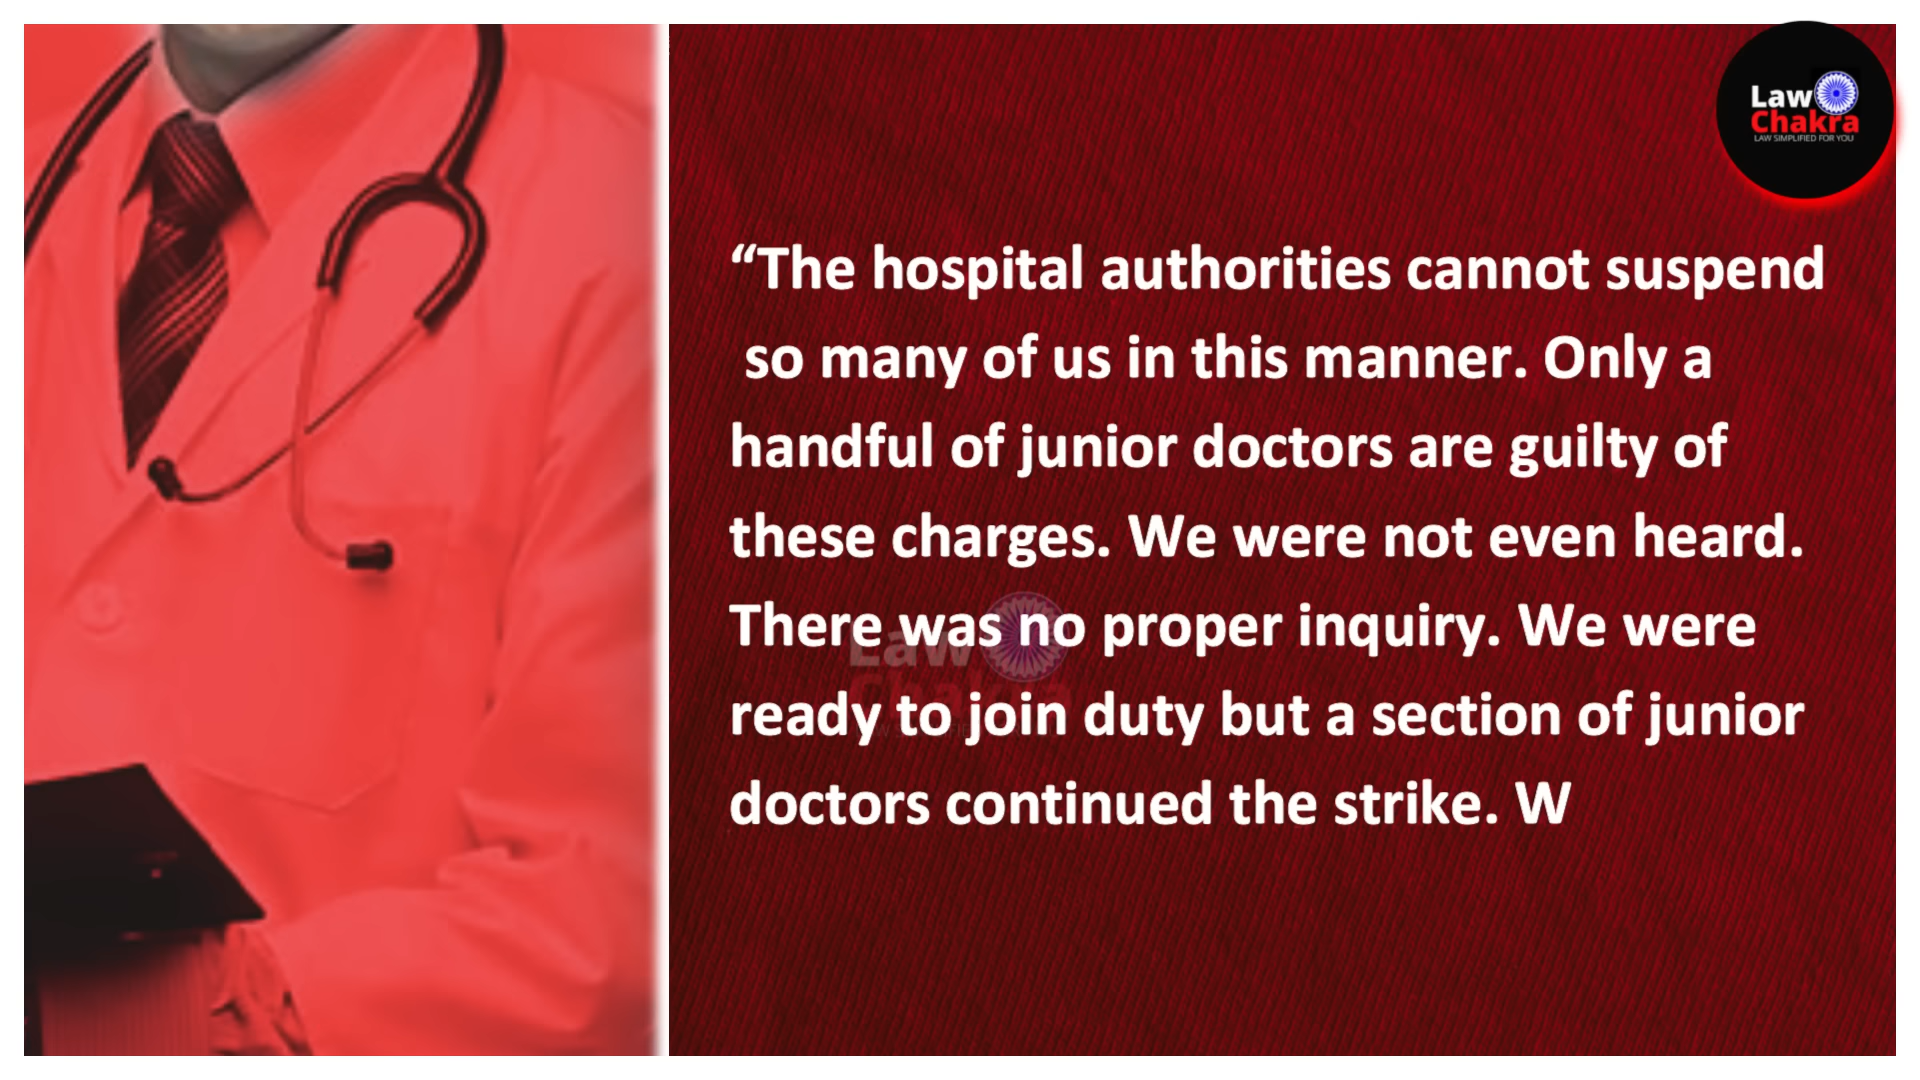 Law
Chakra
LAW SIMPLIFIED FOR YOU
“The hospital authorities cannot suspend
so many of us in this manner. Only a
handful of junior doctors are guilty of
these charges. We were not even heard.
There was no proper inquiry. We were
ready to join duty but a section of junior
doctors continued the strike. W
Law
Chakra